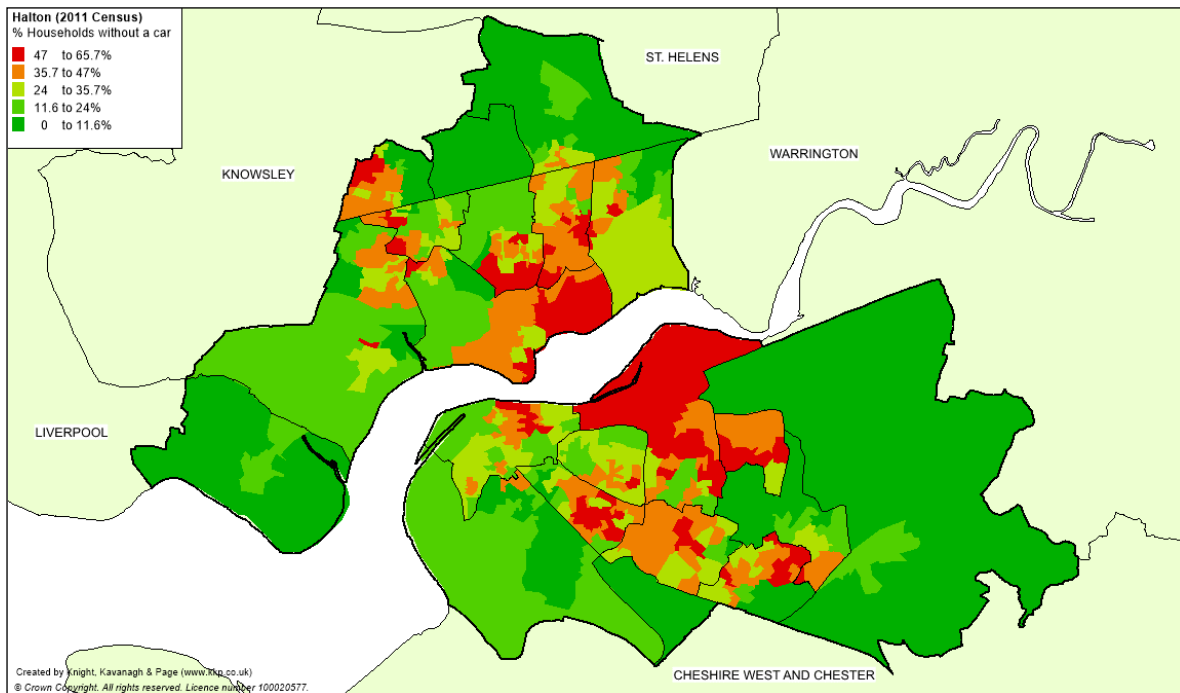 Halton (2011 Census)
% Households without a car
47 to 65.7%
35.7 to 47%
24 to 35.7%
11.6 to 24%
0 to 11.6%
ST. HELENS
WARRINGTON
KNOWSLEY
LIVERPOOL
CHESHIRE WEST AND CHESTER
Created by Knight, Kavanagh & Page (www.kkp.co.uk)
© Crown Copyright. All rights reserved. Licence number 100020577.